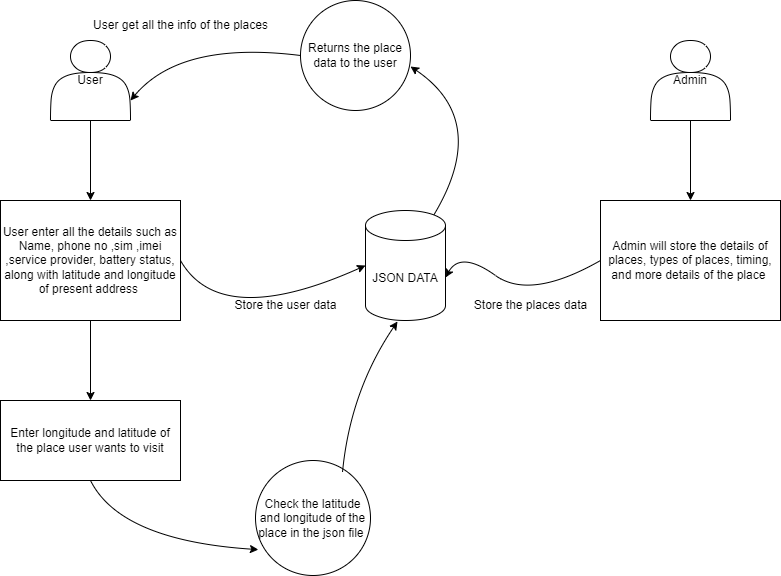 User get all the info of the places
Returns the place
data to the user
User
Admin
User enter all the details such as
Name, phone no ,sim ,imei
,service provider, battery status,
along with latitude and longitude
of present address
Admin will store the details of
places, types of places, timing,
and more details of the place
JSON DATA
Store the user data
Store the places data
Enter longitude and latitude of
the place user wants to visit
Check the latitude
and longitude of the
place in the json file